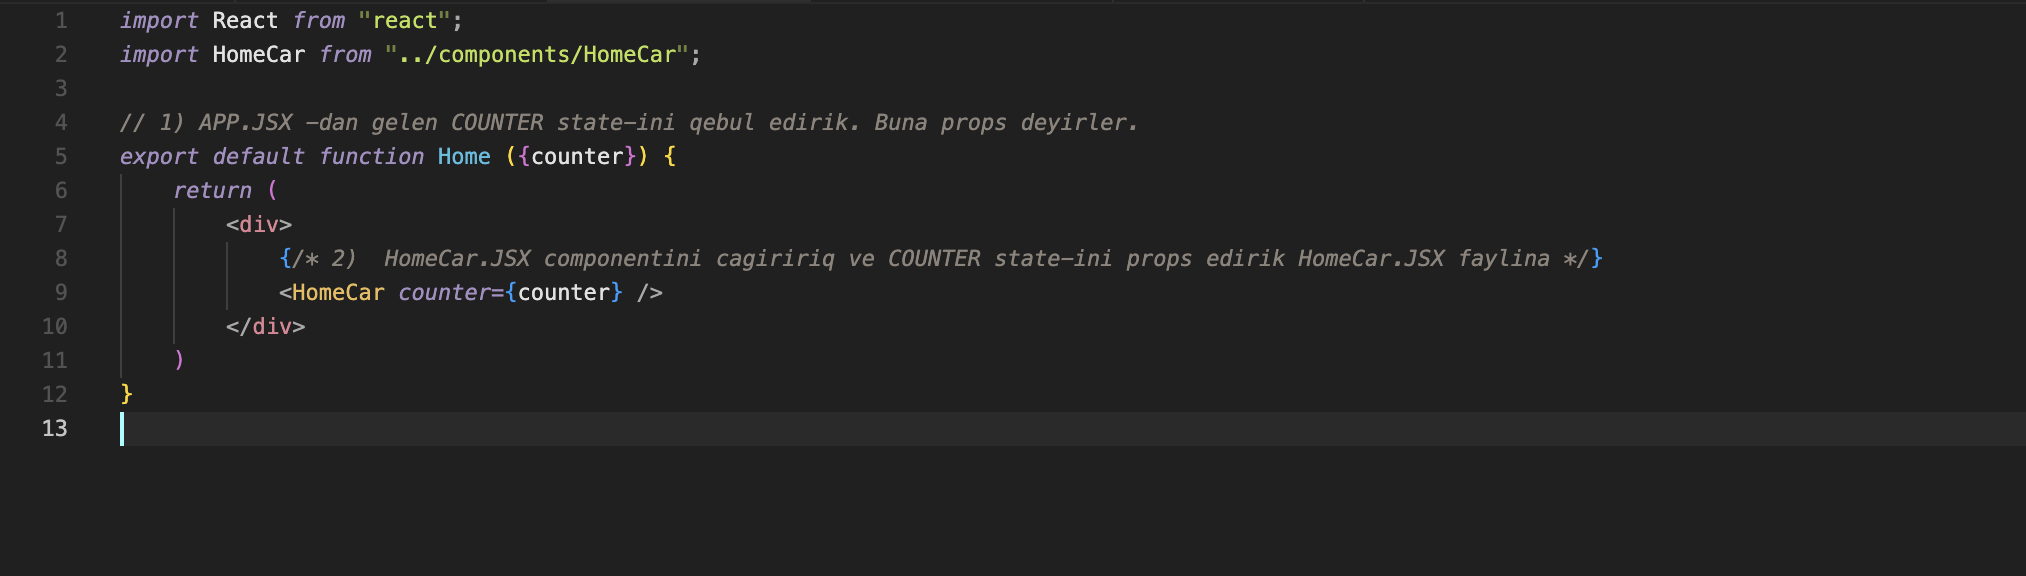 1 import React from "react";
2 import HomeCar from "../components/HomeCar";
3
4 // 1) APP.JSX -dan gelen COUNTER state-ini qebul edirik. Buna props deyirler.
5 export default function Home ({counter}) {
6 return (
7 <div>
8 {/* 2)  HomeCar.JSX componentini cagiririq ve COUNTER state-ini props edirik HomeCar.JSX faylina */}
9 <HomeCar counter={counter} />
10 </div>
11 )
12 }
13